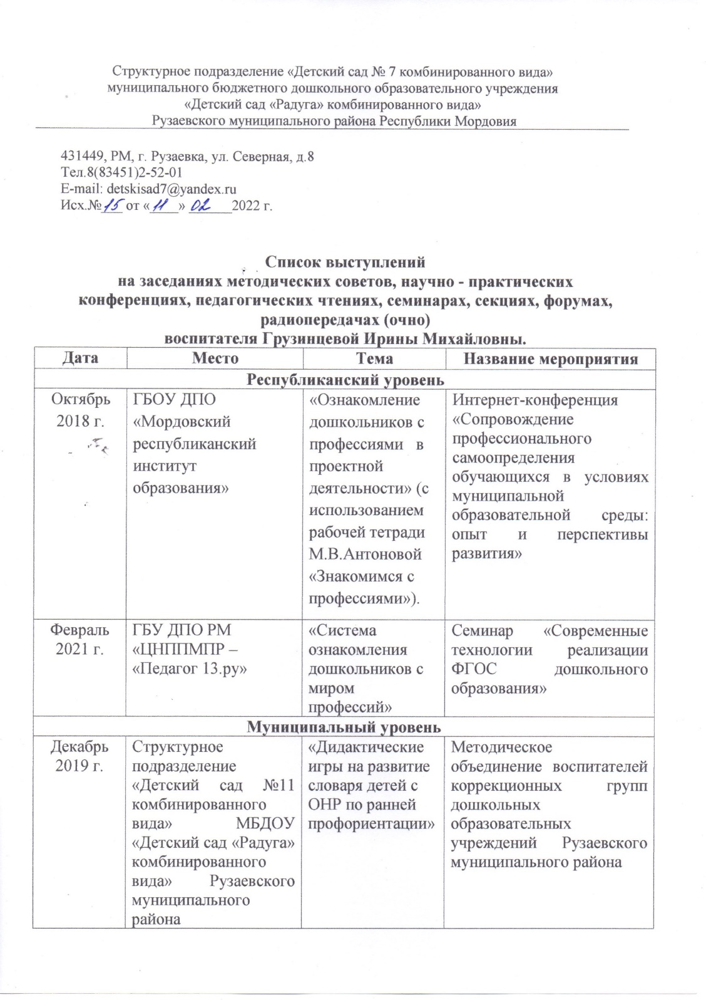 Структурное подразделение «Детский сад № 7 комбинированного вида»
муниципального бюджетного дошкольного образовательного учреждения
«Детский сад «Радуга» комбинированного вида»
Рузаевского муниципального района Республики Мордовия
431449, РМ, г. Рузаевка, ул. Северная, д.8
Тел.8(83451)2-52-01
E-mail: detskisad7@yandex.ru
Исх.№ 15 от « 11 » 02 2022 г.
Список выступлений
на заседаниях методических советов, научно - практических
конференциях, педагогических чтениях, семинарах, секциях, форумах,
радиопередачах (очно)
воспитателя Грузинцевой Ирины Михайловны.
Дата Место Тема Название мероприятия
Республиканский уровень
Октябрь
2018 г.
ГБОУ ДПО
«Мордовский
республиканский
институт
образования»
«Ознакомление
дошкольников с
профессиями в
проектной
деятельности» (с
использованием
рабочей тетради
М.В.Антоновой
«Знакомимся с
профессиями»).
Интернет-конференция
«Сопровождение
профессионального
самоопределения
обучающихся в условиях
муниципальной
образовательной среды:
опыт и перспективы
развития»
Февраль
2021 г.
ГБУ ДПО РМ
«ЦНППМПР –
«Педагог 13.ру»
«Система
ознакомления
дошкольников с
миром
профессий»
Семинар «Современные
технологии реализации
ФГОС дошкольного
образования»
Муниципальный уровень
Декабрь
2019 г.
Структурное
подразделение
«Детский сад №11
комбинированного
вида» МБДОУ
«Детский сад «Радуга»
комбинированного
вида» Рузаевского
муниципального
района
«Дидактические
игры на развитие
словаря детей с
ОНР по ранней
профориентации»
Методическое
объединение воспитателей
коррекционных групп
дошкольных
образовательных
учреждений Рузаевского
муниципального района